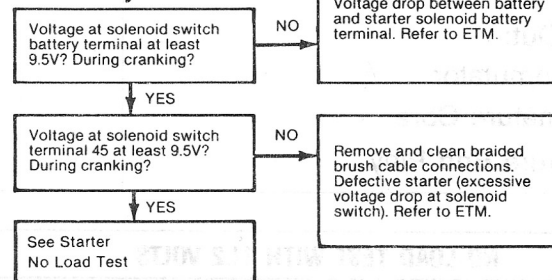 Voltage drop between battery
and starter solenoid battery
terminal. Refer to ETM.
Voltage at solenoid switch
battery terminal at least
9.5V? During cranking?
NO
YES
Voltage at solenoid switch
terminal 45 at least 9.5V?
During cranking?
NO
Remove and clean braided
brush cable connections.
Defective starter (excessive
voltage drop at solenoid
switch). Refer to ETM.
YES
See Starter
No Load Test